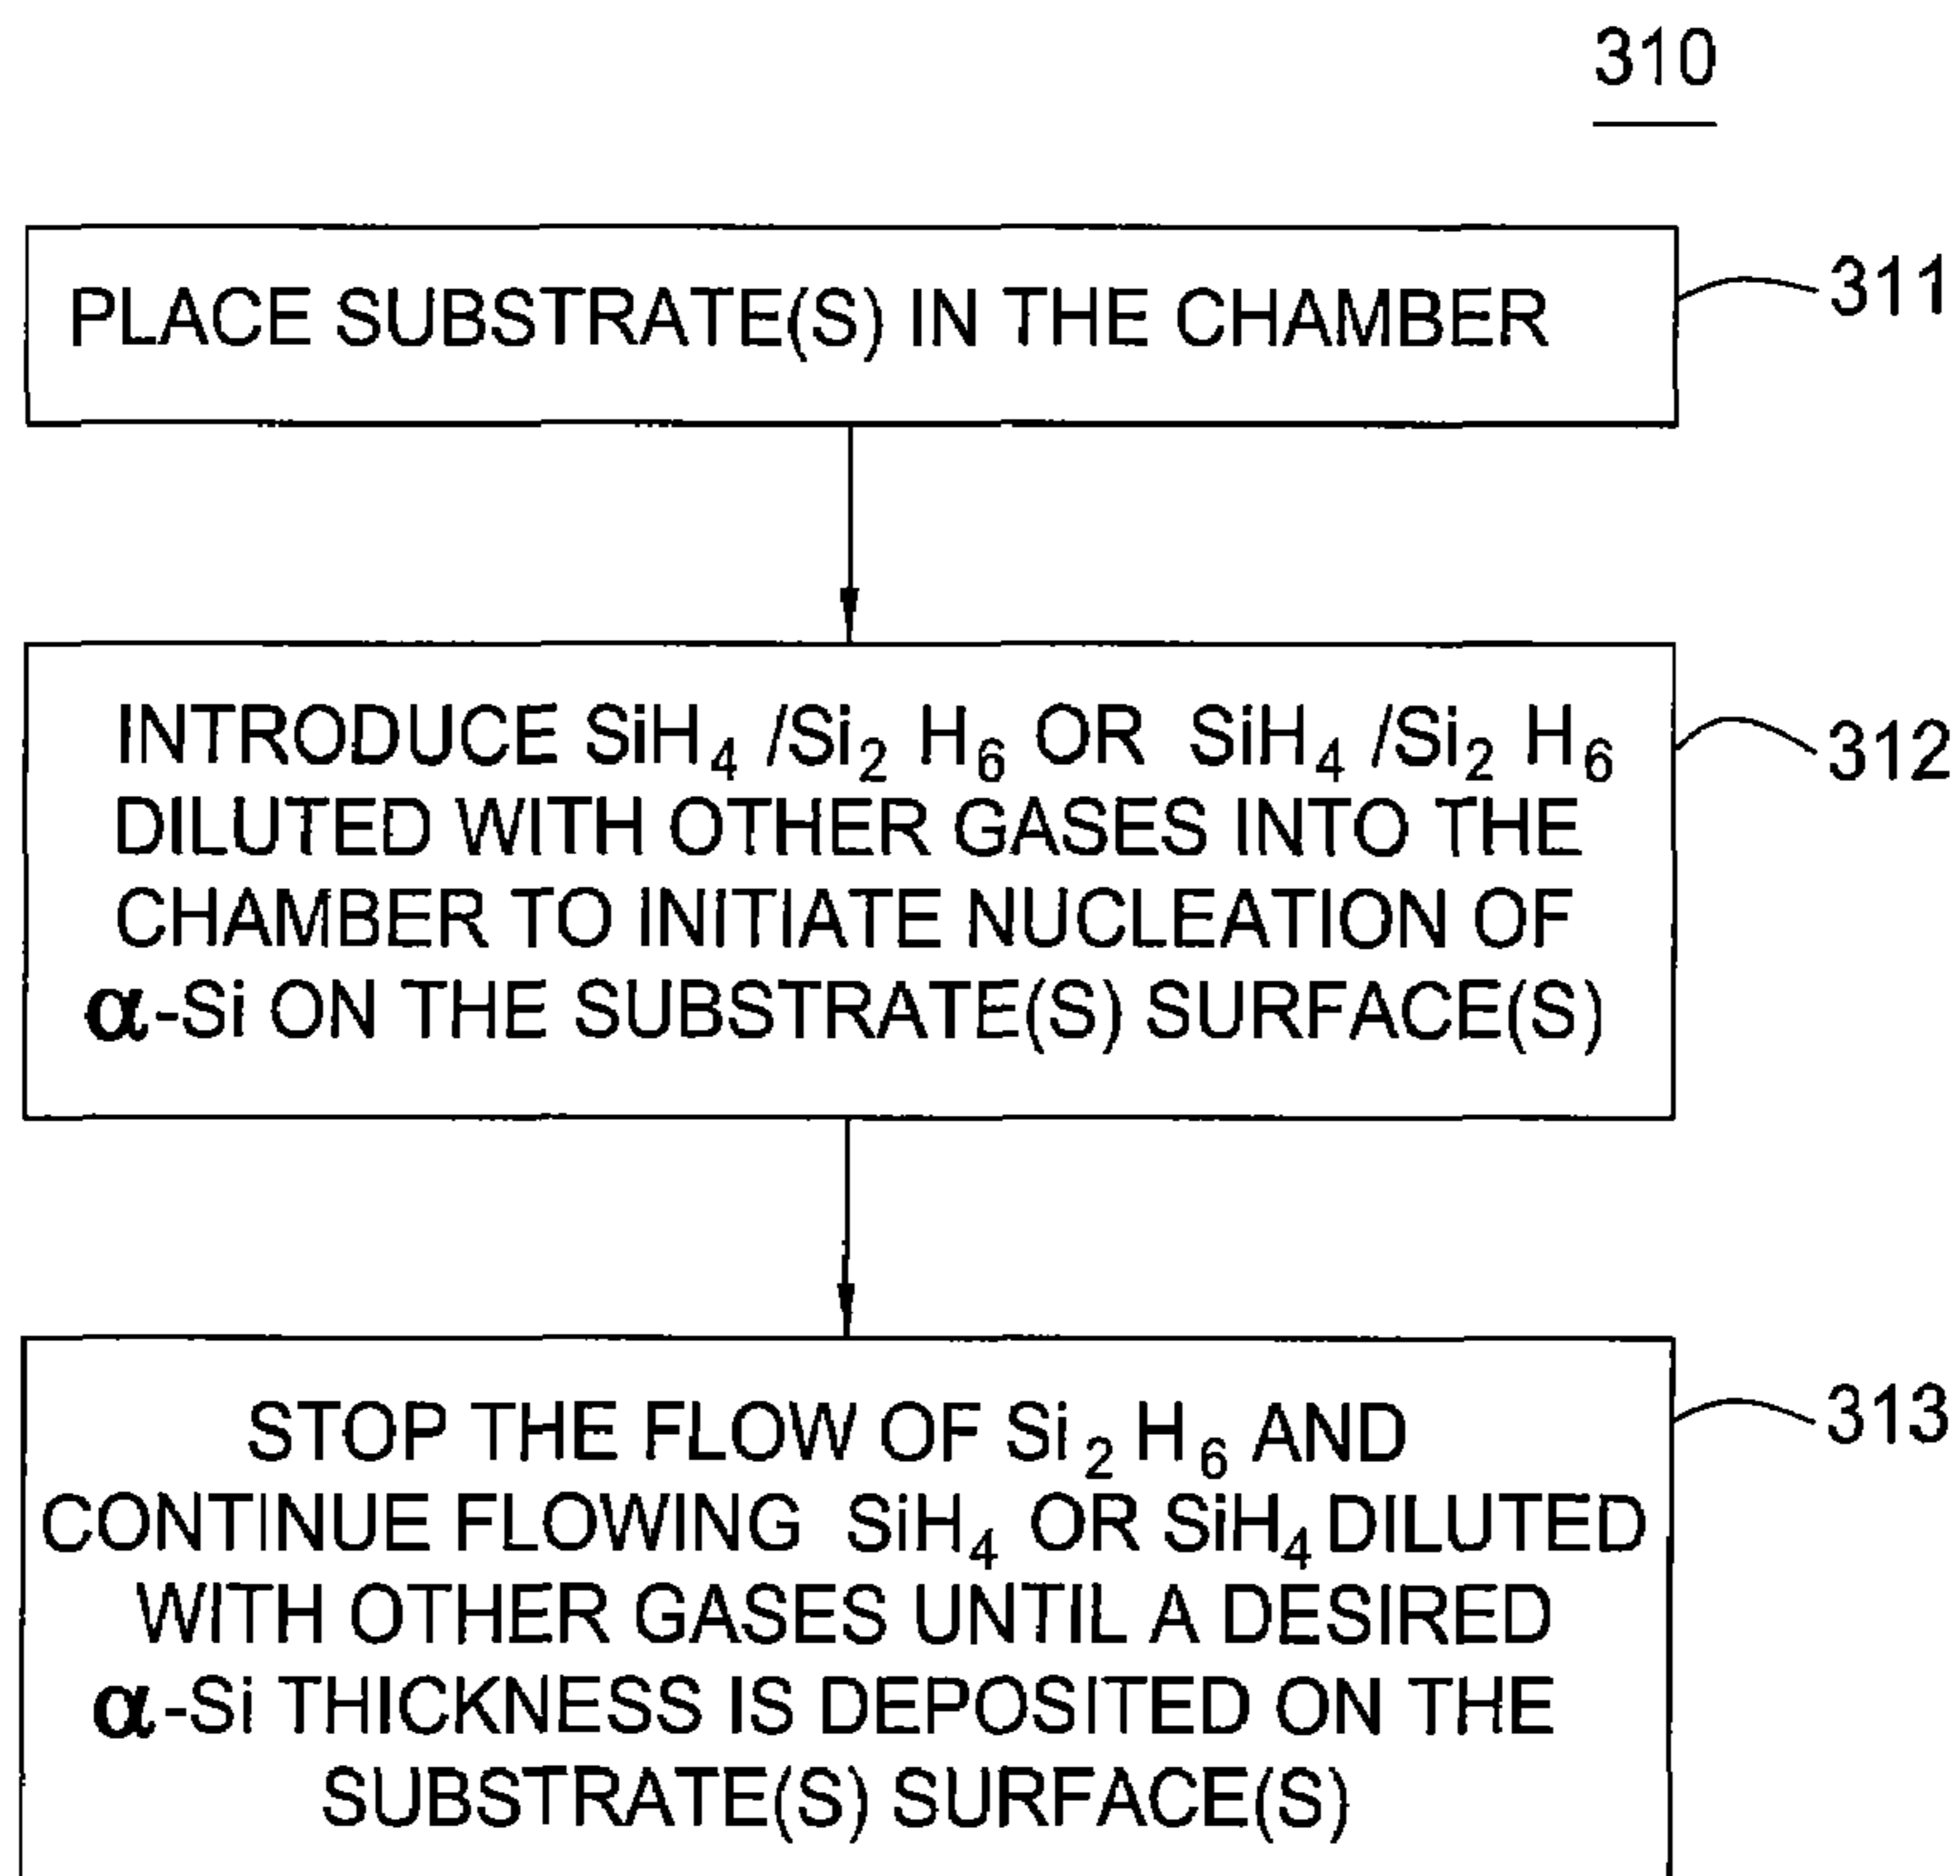 310
PLACE SUBSTRATE(S) IN THE CHAMBER
311
INTRODUCE SiH₄ /Si₂ H₆ OR SiH₄ /Si₂ H₆
312
DILUTED WITH OTHER GASES INTO THE
CHAMBER TO INITIATE NUCLEATION OF
α-Si ON THE SUBSTRATE(S) SURFACE(S)
STOP THE FLOW OF Si₂ H₆ AND
313
CONTINUE FLOWING SiH₄ OR SiH₄ DILUTED
WITH OTHER GASES UNTIL A DESIRED
α-Si THICKNESS IS DEPOSITED ON THE
SUBSTRATE(S) SURFACE(S)